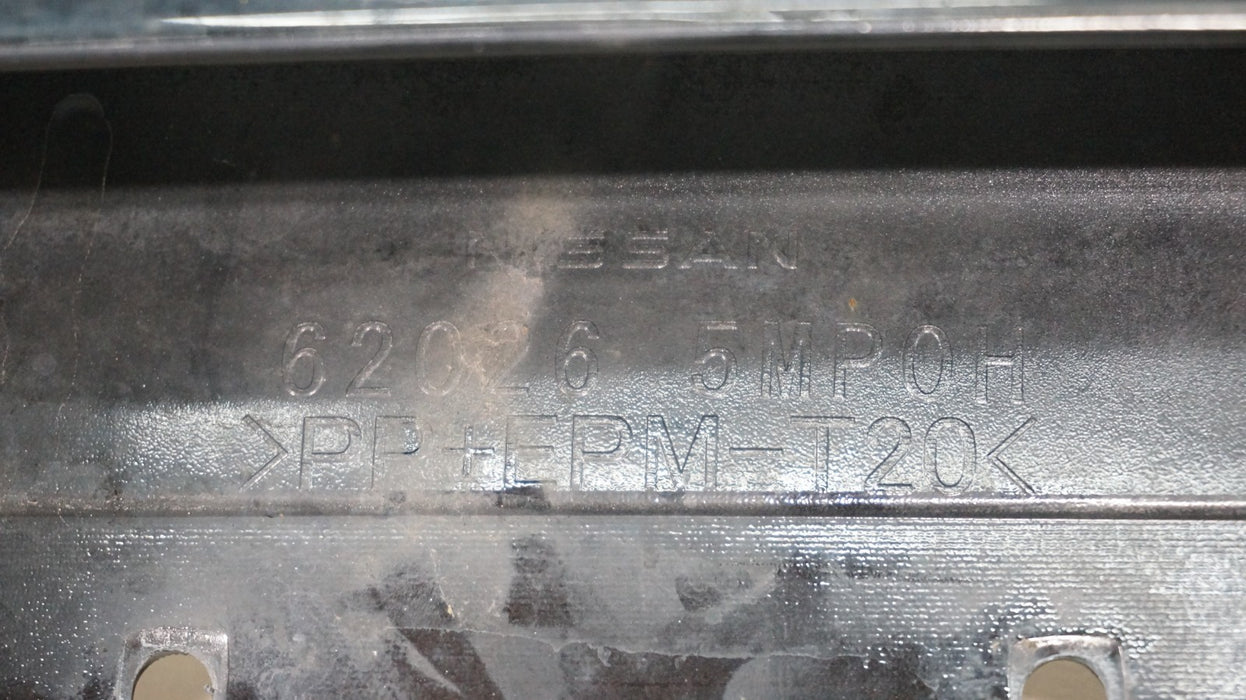 NISSAN
62026 5MP0H
>PP+EPM-T20<